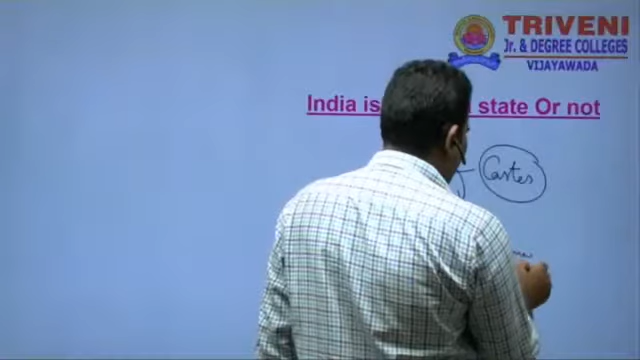 TRIVENI
Jr. & DEGREE COLLEGES
VIJAYAWADA
India is state Or not
Castes